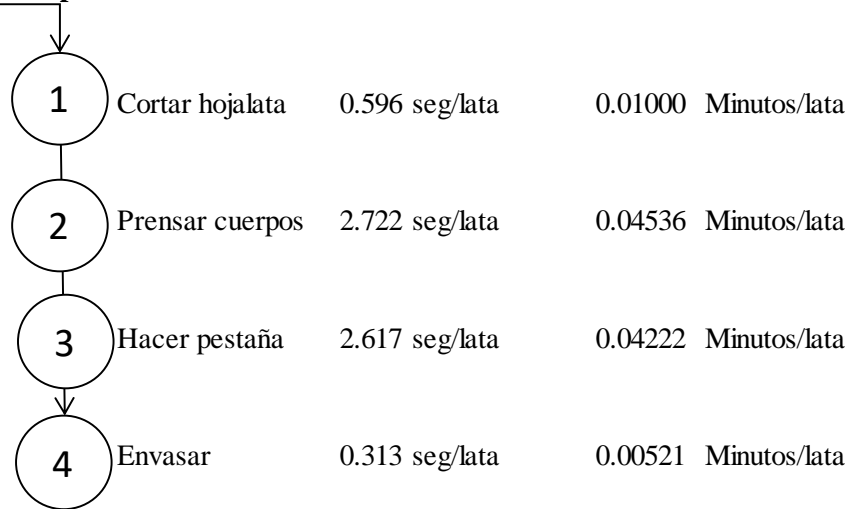 1 Cortar hojalata 0.596 seg/lata 0.01000 Minutos/lata
2 Prensar cuerpos 2.722 seg/lata 0.04536 Minutos/lata
3 Hacer pestaña 2.617 seg/lata 0.04222 Minutos/lata
4 Envasar 0.313 seg/lata 0.00521 Minutos/lata